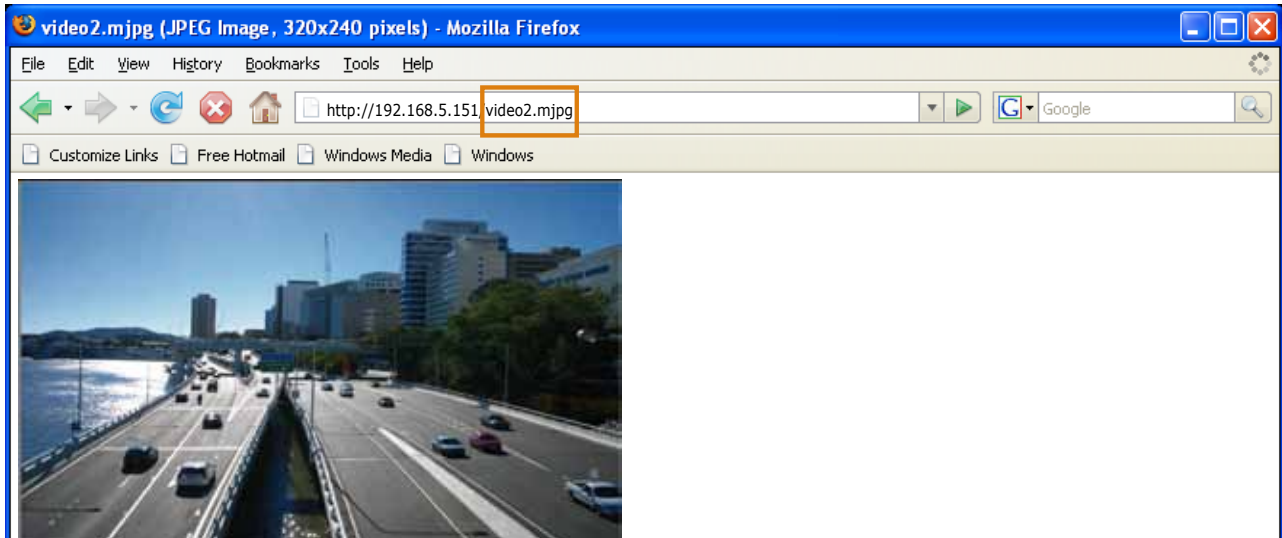 video2.mjpg (JPEG Image, 320x240 pixels) - Mozilla Firefox
File Edit View History Bookmarks Tools Help
http://192.168.5.151/video2.mjpg G Google
Customize Links Free Hotmail Windows Media Windows